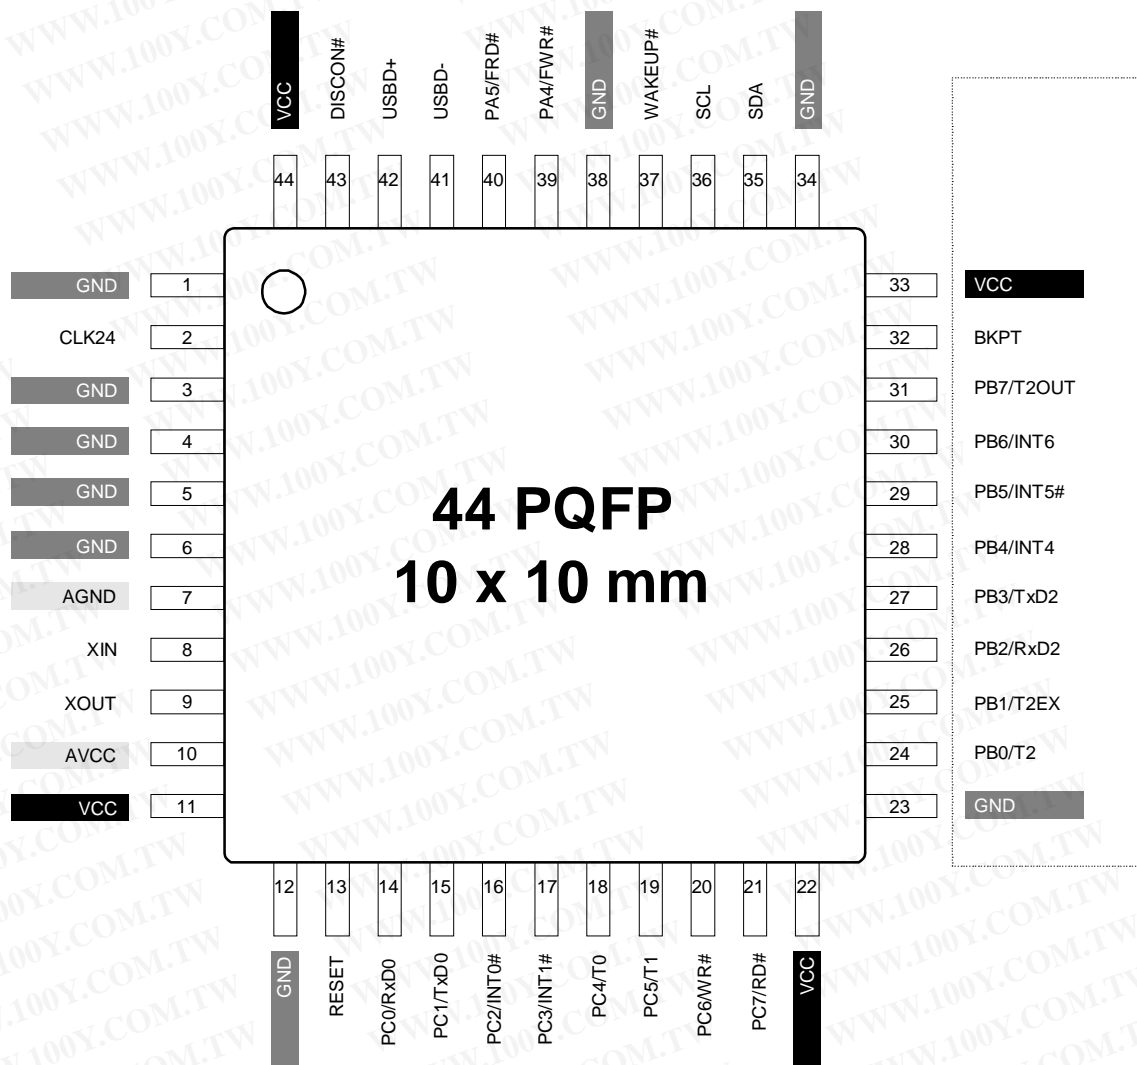 VCC
DISCON#
USBD+
USBD-
PA5/FRD#
PA4/FWR#
GND
WAKEUP#
SCL
SDA
GND
44 43 42 41 40 39 38 37 36 35 34
GND 1
CLK24 2
GND 3
GND 4
GND 5
GND 6
AGND 7
XIN 8
XOUT 9
AVCC 10
VCC 11
44 PQFP
10 x 10 mm
33 VCC
32 BKPT
31 PB7/T2OUT
30 PB6/INT6
29 PB5/INT5#
28 PB4/INT4
27 PB3/TxD2
26 PB2/RxD2
25 PB1/T2EX
24 PB0/T2
23 GND
12 13 14 15 16 17 18 19 20 21 22
GND
RESET
PC0/RxD0
PC1/TxD0
PC2/INT0#
PC3/INT1#
PC4/T0
PC5/T1
PC6/WR#
PC7/RD#
VCC
WWW.100Y.COM.TW